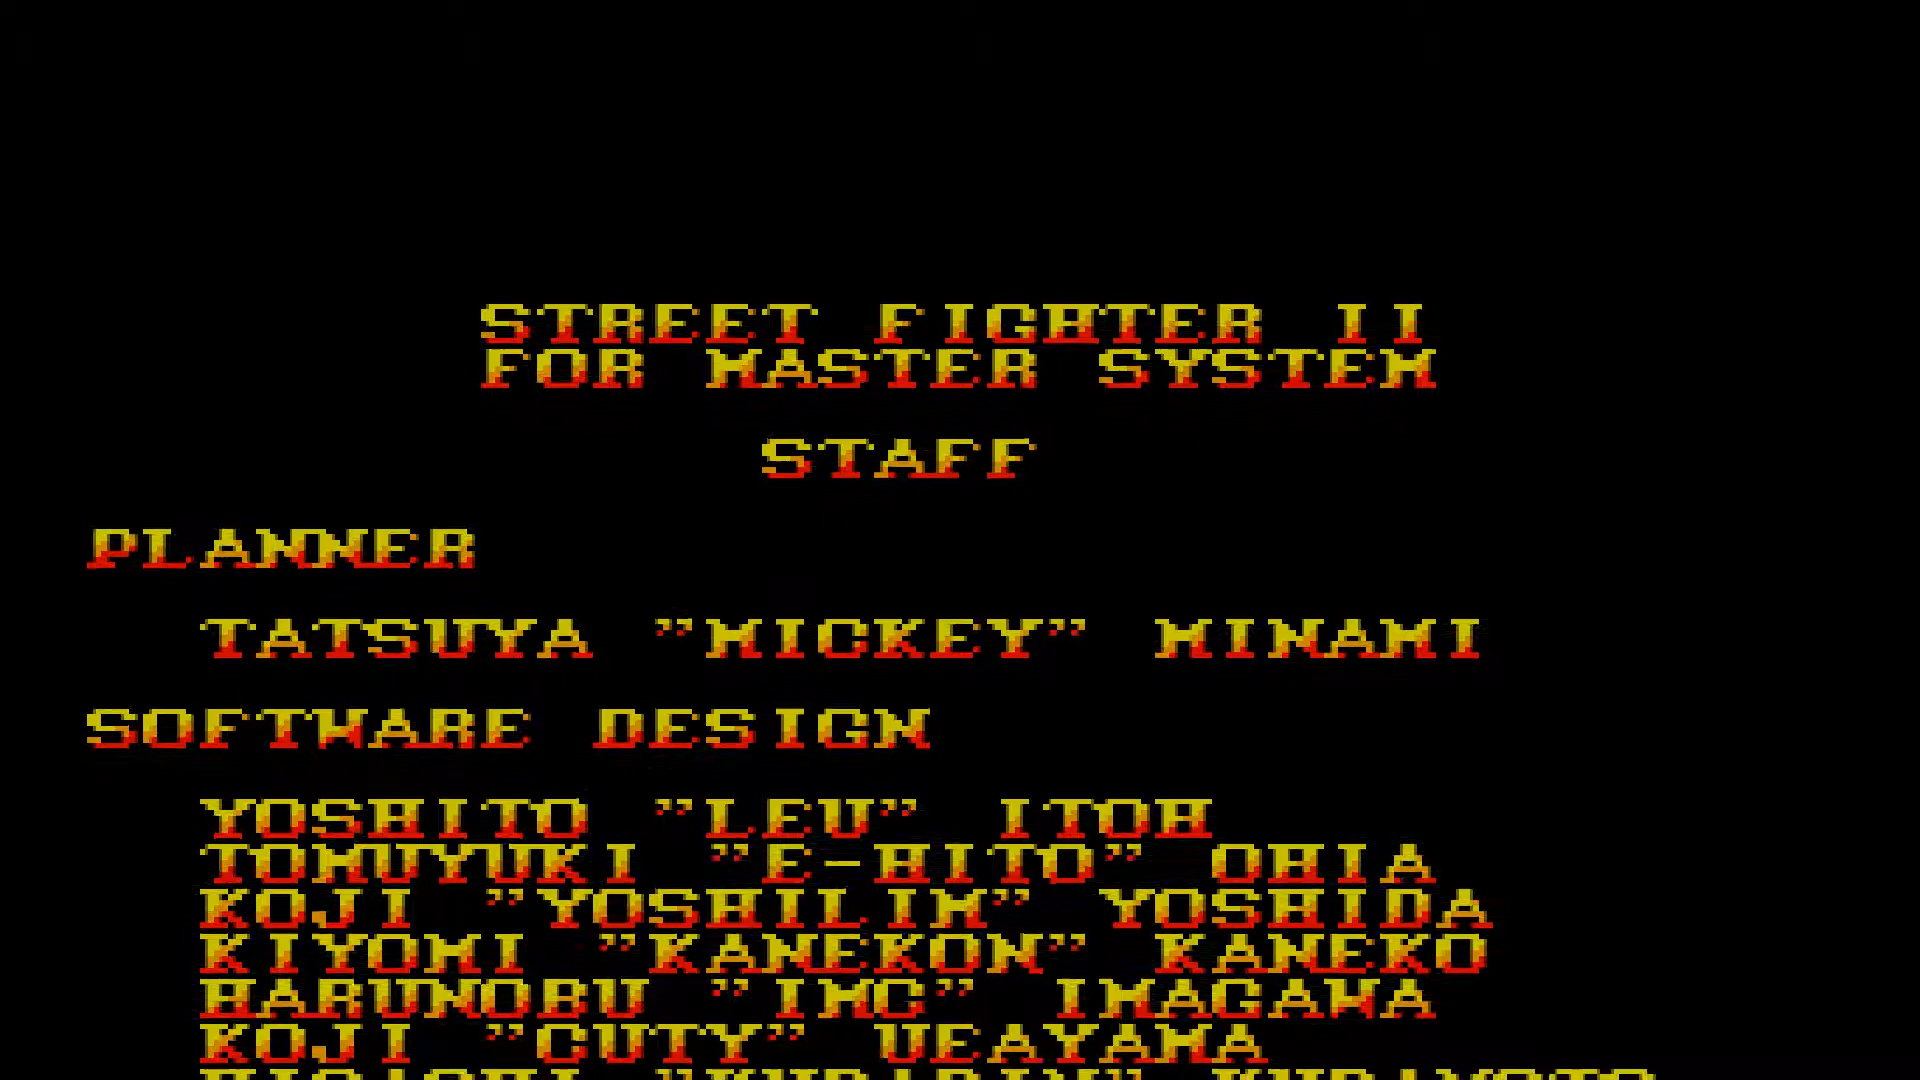 STREET FIGHTER II
FOR MASTER SYSTEM
STAFF
PLANNER
TATSUYA "MICKEY" MINAMI
SOFTWARE DESIGN
YOSHITO "LEU" ITOH
TOMUYUKI "E-HITO" OHIA
KOJI "YOSHILIM" YOSHIDA
KIYOMI "KANEKON" KANEKO
HARUNOBU "IMG" IMAGAWA
KOJI "CUTY" UEAYAMA